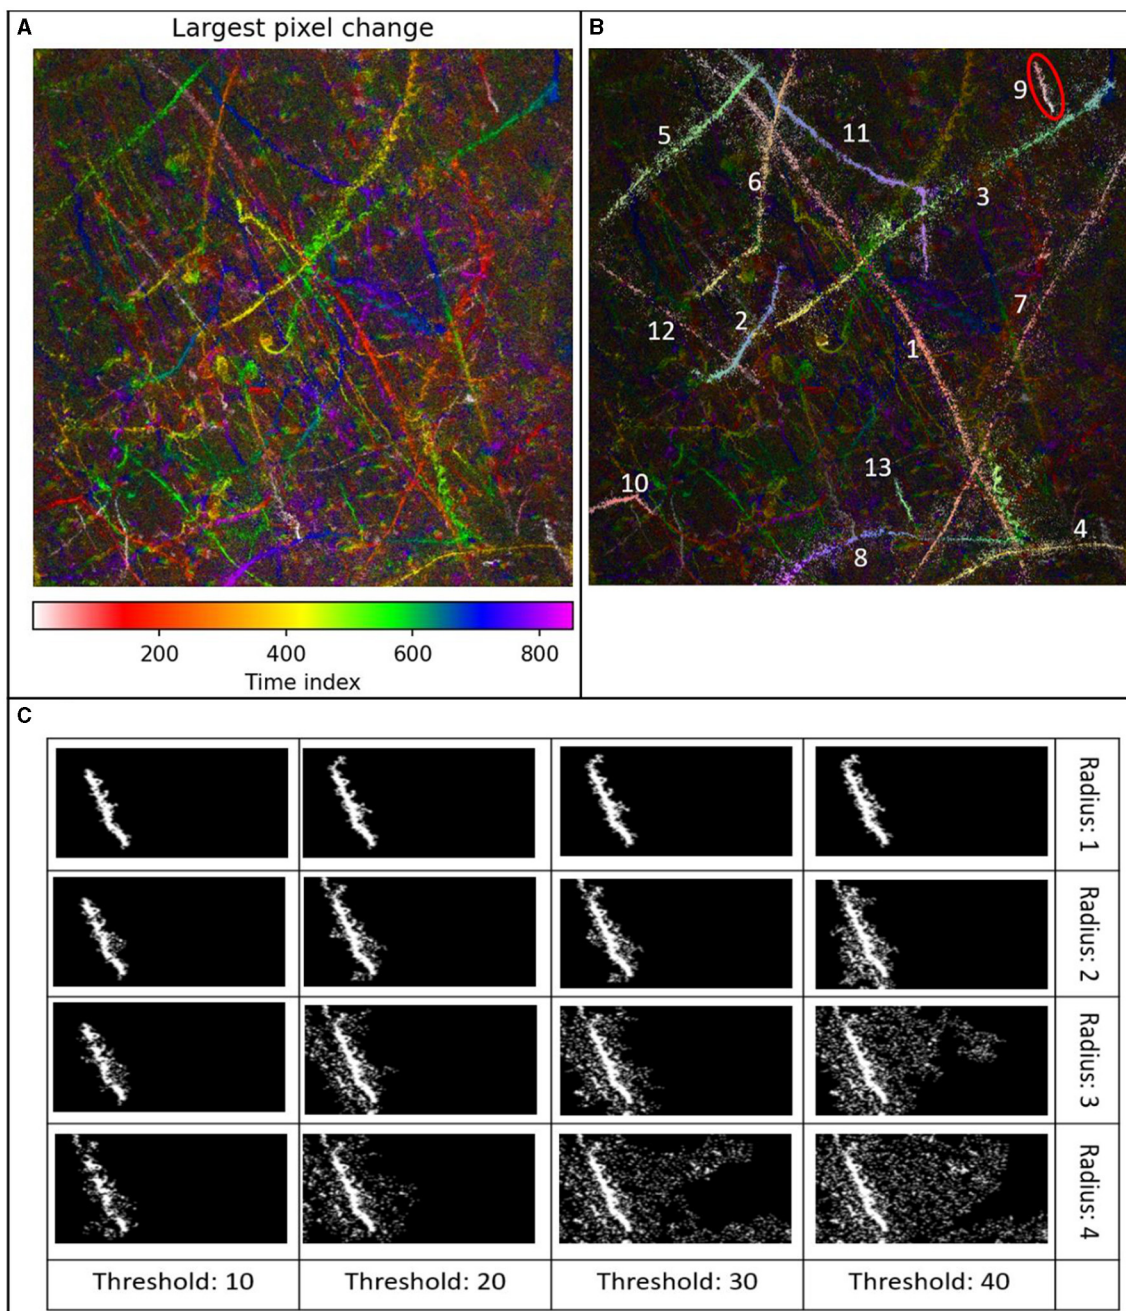 A
Largest pixel change
200 400 600 800
Time index
B
9
5
11
6
3
7
2
12
1
13
10
4
8
C
Radius: 1
Radius: 2
Radius: 3
Radius: 4
Threshold: 10 Threshold: 20 Threshold: 30 Threshold: 40